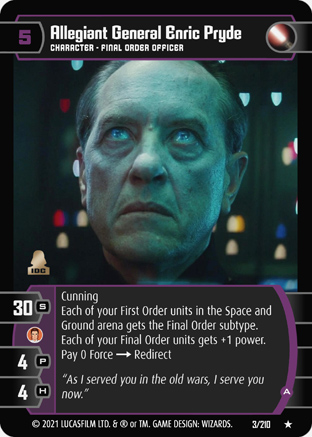 5
Allegiant General Enric Pryde
CHARACTER - FINAL ORDER OFFICER
IDC
30 S
4 P
4 H
Cunning
Each of your First Order units in the Space and
Ground arena gets the Final Order subtype.
Each of your Final Order units gets +1 power.
Pay 0 Force → Redirect
"As I served you in the old wars, I serve you
now."
A
© 2021 LUCASFILM LTD. & ® or TM. GAME DESIGN: WIZARDS.
3/210 ★